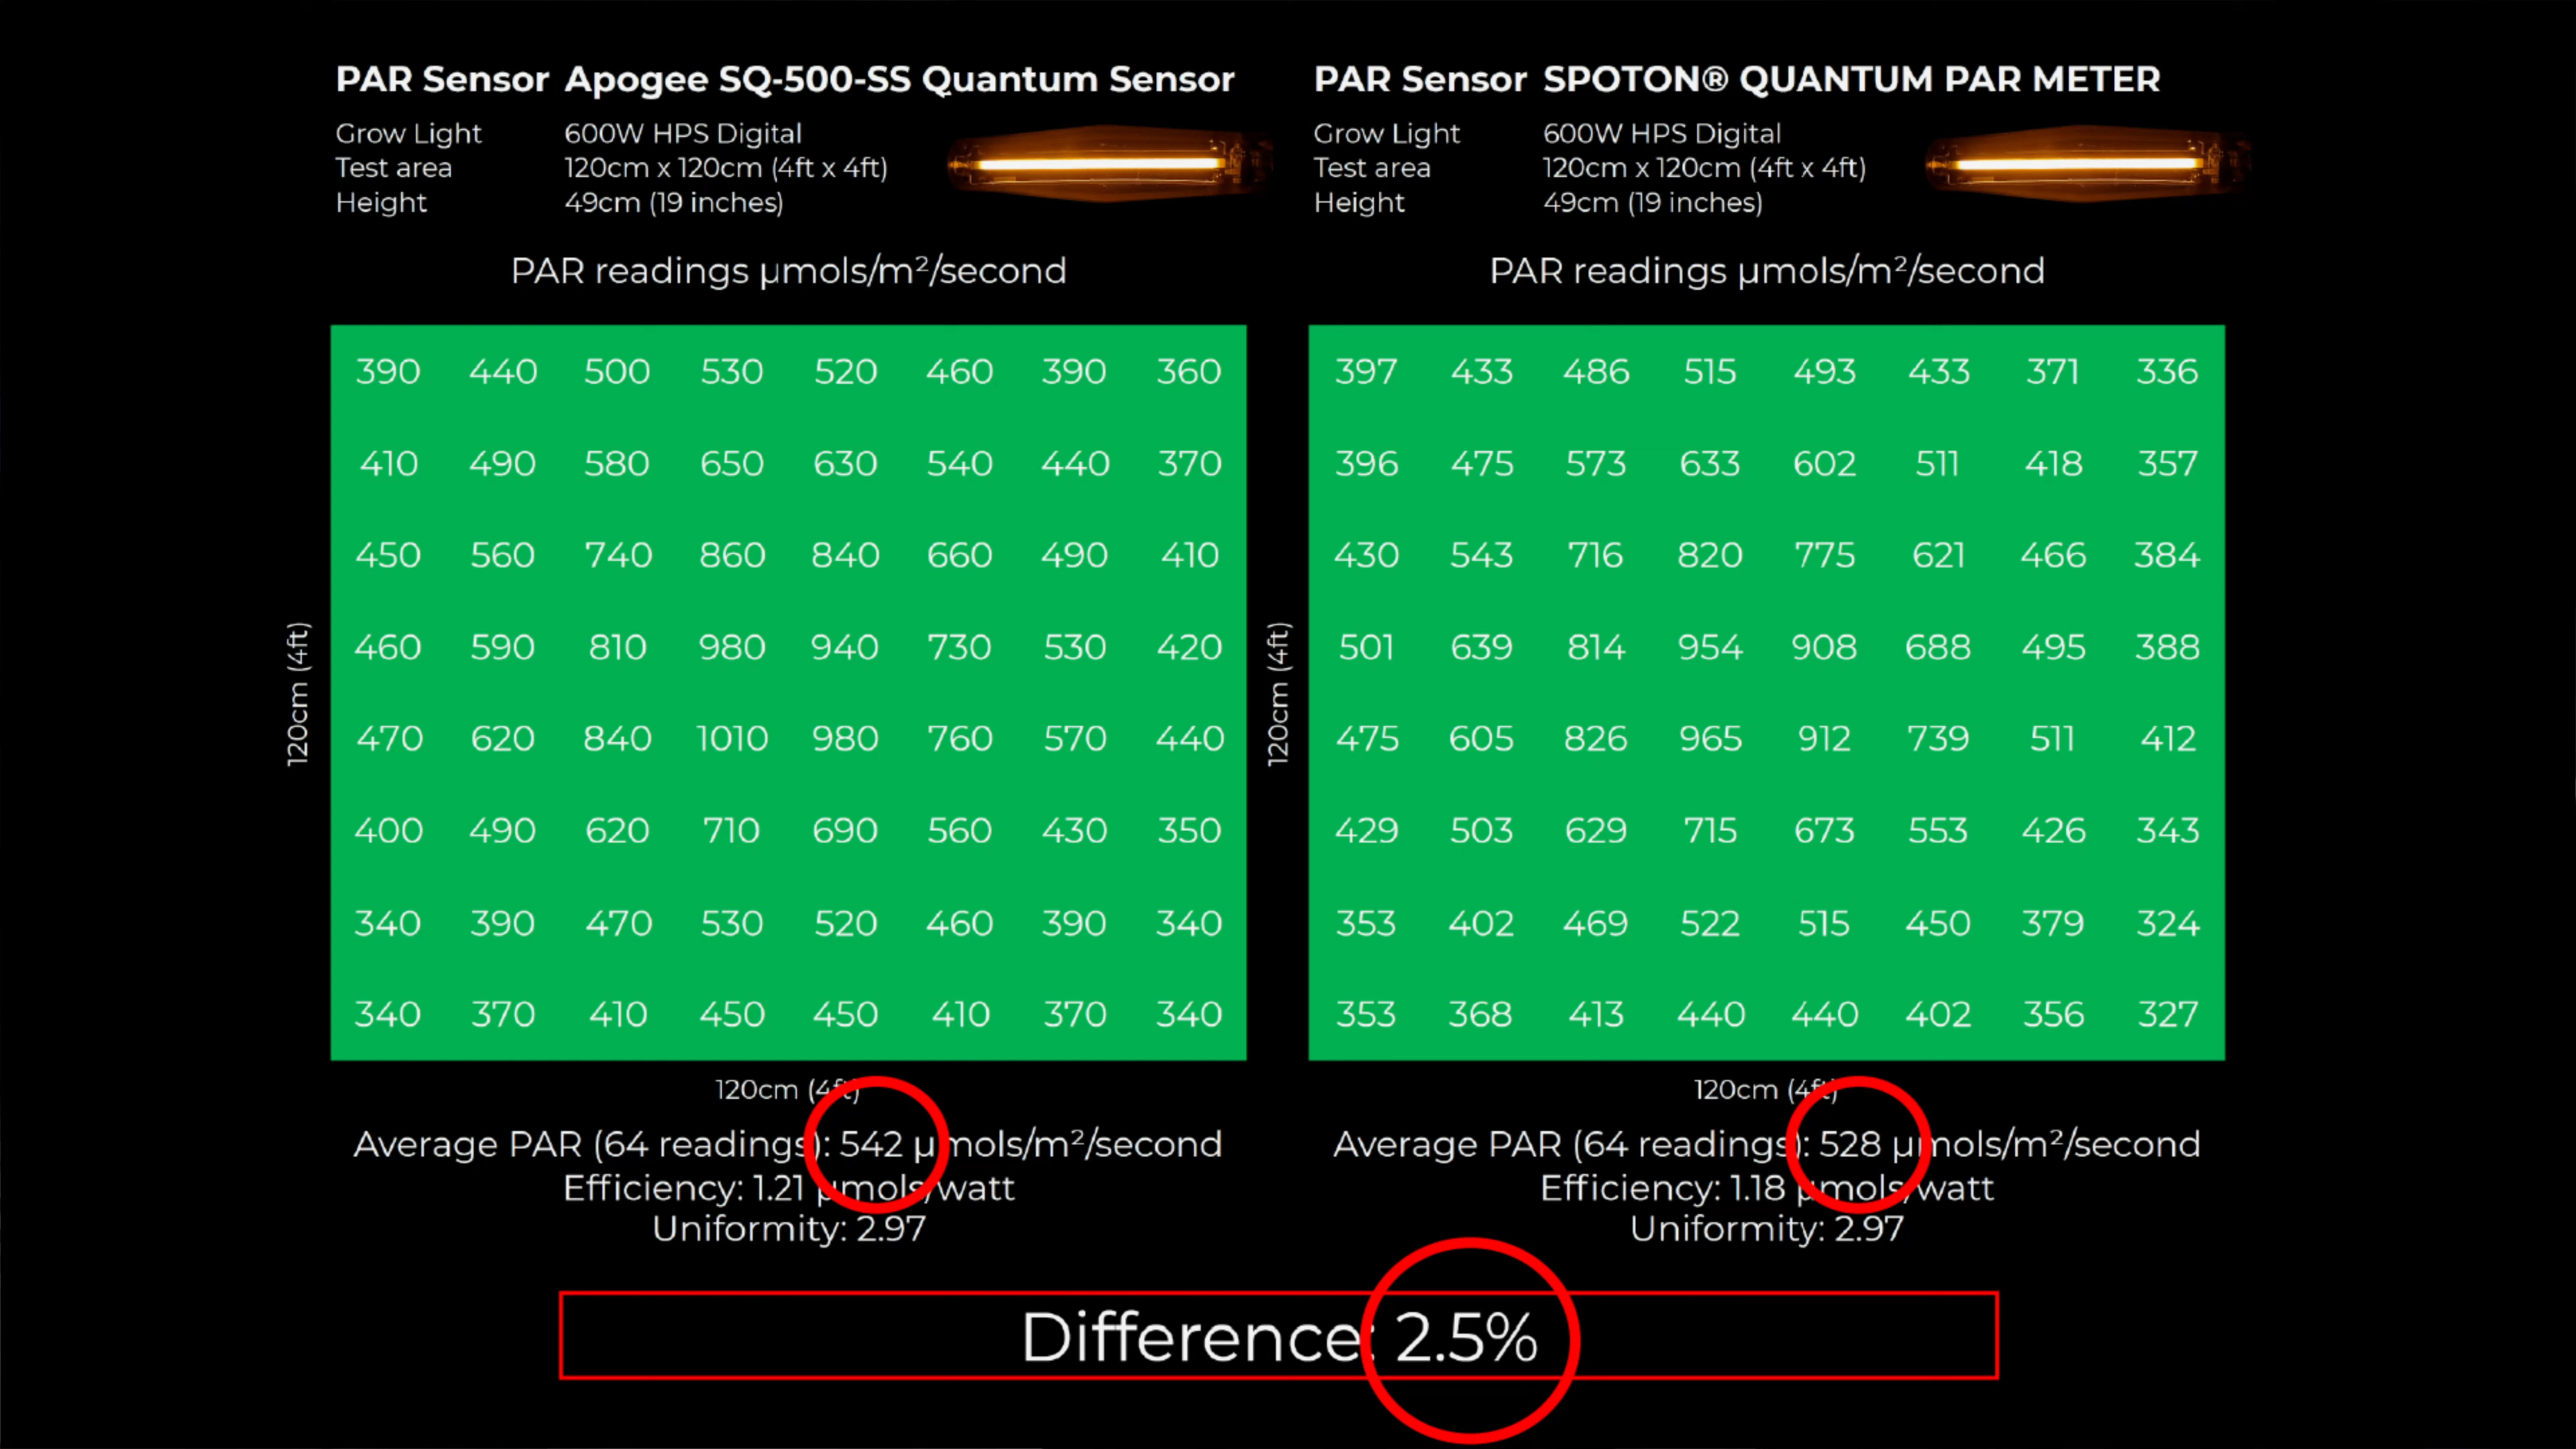 PAR Sensor Apogee SQ-500-SS Quantum Sensor
Grow Light 600W HPS Digital
Test area 120cm x 120cm (4ft x 4ft)
Height 49cm (19 inches)
PAR readings µmols/m²/second
390 440 500 530 520 460 390 360
410 490 580 650 630 540 440 370
450 560 740 860 840 660 490 410
460 590 810 980 940 730 530 420
470 620 840 1010 980 760 570 440
400 490 620 710 690 560 430 350
340 390 470 530 520 460 390 340
340 370 410 450 450 410 370 340
120cm (4ft)
120cm (4ft)
Average PAR (64 readings): 542 µmols/m²/second
Efficiency: 1.21 µmols/watt
Uniformity: 2.97
PAR Sensor SPOTON® QUANTUM PAR METER
Grow Light 600W HPS Digital
Test area 120cm x 120cm (4ft x 4ft)
Height 49cm (19 inches)
PAR readings µmols/m²/second
397 433 486 515 493 433 371 336
396 475 573 633 602 511 418 357
430 543 716 820 775 621 466 384
501 639 814 954 908 688 495 388
475 605 826 965 912 739 511 412
429 503 629 715 673 553 426 343
353 402 469 522 515 450 379 324
353 368 413 440 440 402 356 327
120cm (4ft)
120cm (4ft)
Average PAR (64 readings): 528 µmols/m²/second
Efficiency: 1.18 µmols/watt
Uniformity: 2.97
Difference: 2.5%